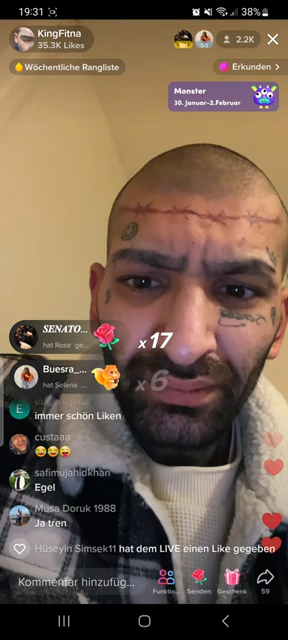 19:31
38%
KingFitna
35.3K Likes
2.2K
Wöchentliche Rangliste
Erkunden >
Monster
30. Januar-2.Februar
SENATO...
hat Rose ge...
x17
Buesra_...
hat Selena ...
x6
E
immer schön Liken
custaaa
safimujahidkhan
Egel
Musa Doruk 1988
Ja tren
Hüseyin Simsek11 hat dem LIVE einen Like gegeben
Kommentar hinzufüg...
Funktio...
Senden
Geschenk
59